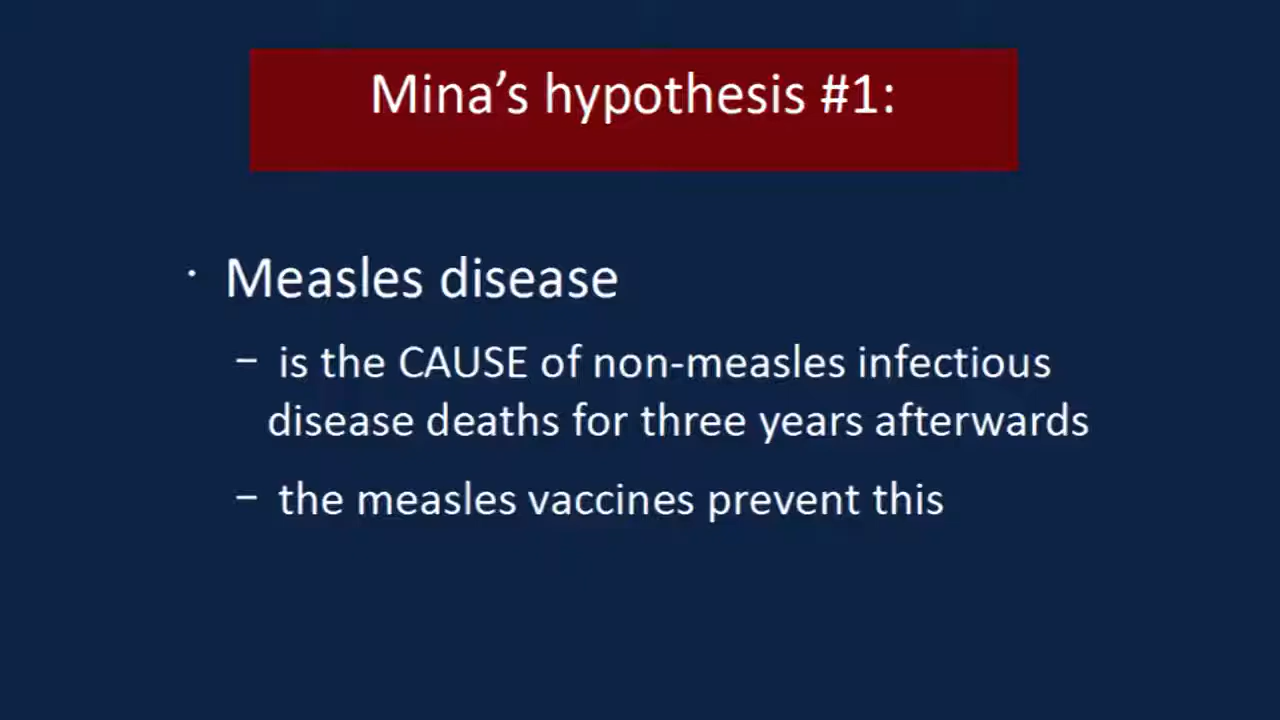 Mina’s hypothesis #1:
· Measles disease
– is the CAUSE of non-measles infectious
disease deaths for three years afterwards
– the measles vaccines prevent this